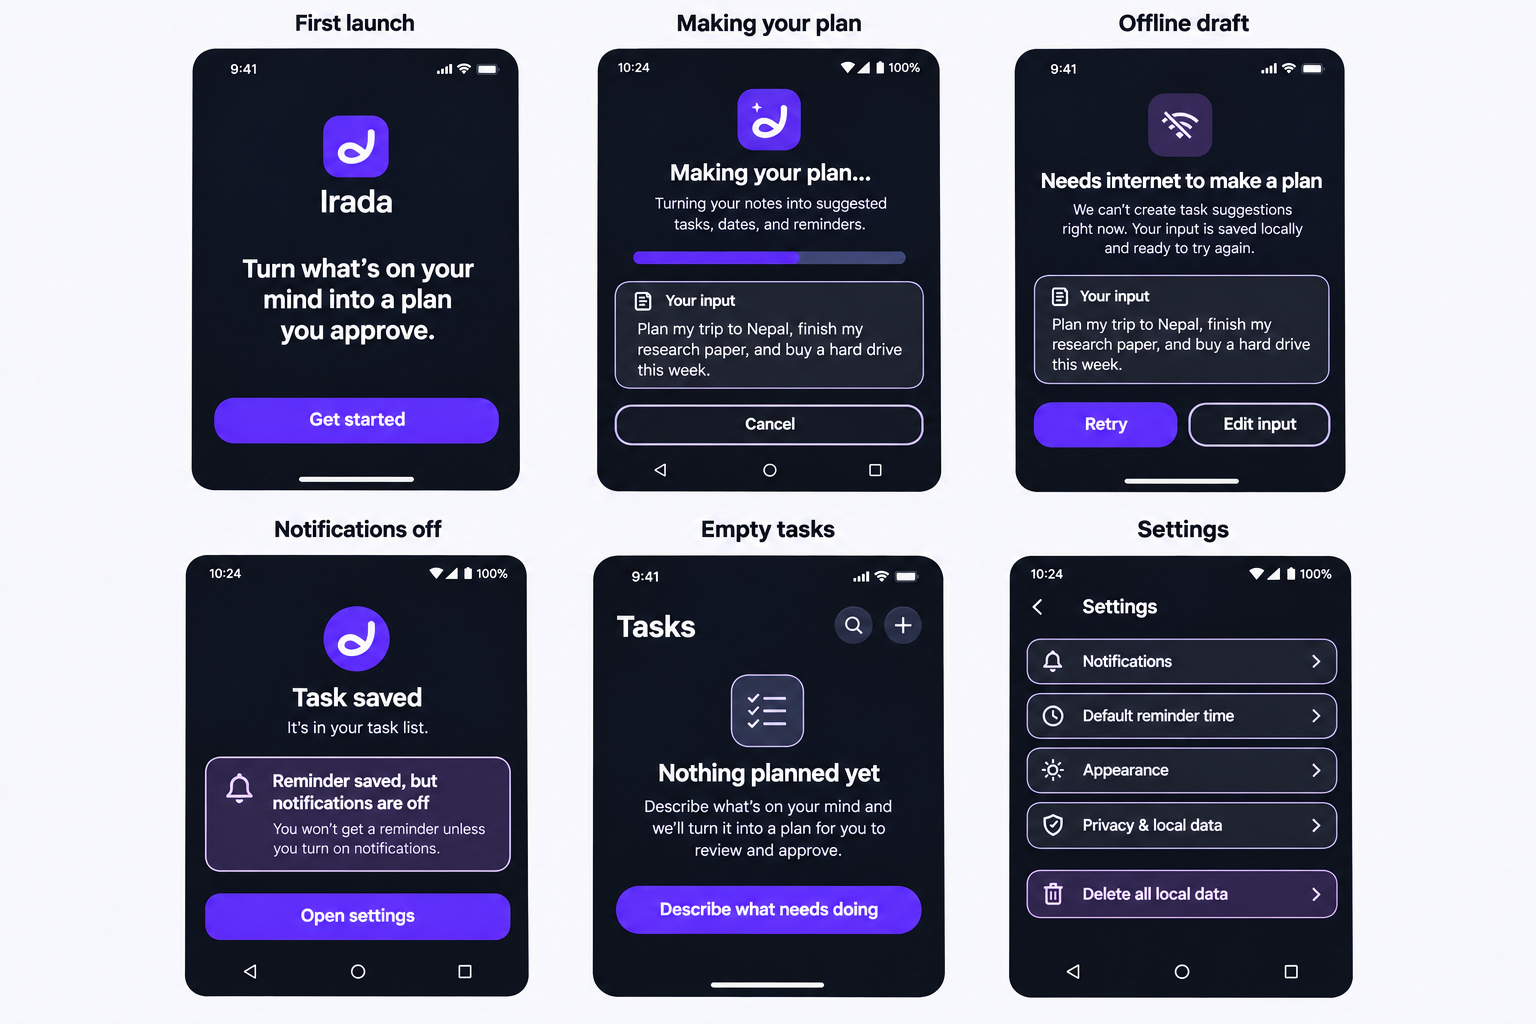 First launch
9:41
Irada
Turn what's on your
mind into a plan
you approve.
Get started
Making your plan
10:24
100%
Making your plan...
Turning your notes into suggested
tasks, dates, and reminders.
Your input
Plan my trip to Nepal, finish my
research paper, and buy a hard drive
this week.
Cancel
Offline draft
9:41
Needs internet to make a plan
We can't create task suggestions
right now. Your input is saved locally
and ready to try again.
Your input
Plan my trip to Nepal, finish my
research paper, and buy a hard drive
this week.
Retry
Edit input
Notifications off
10:24
100%
Task saved
It's in your task list.
Reminder saved, but
notifications are off
You won't get a reminder unless
you turn on notifications.
Open settings
Empty tasks
9:41
Tasks
Nothing planned yet
Describe what's on your mind and
we'll turn it into a plan for you to
review and approve.
Describe what needs doing
Settings
10:24
100%
Settings
Notifications
Default reminder time
Appearance
Privacy & local data
Delete all local data